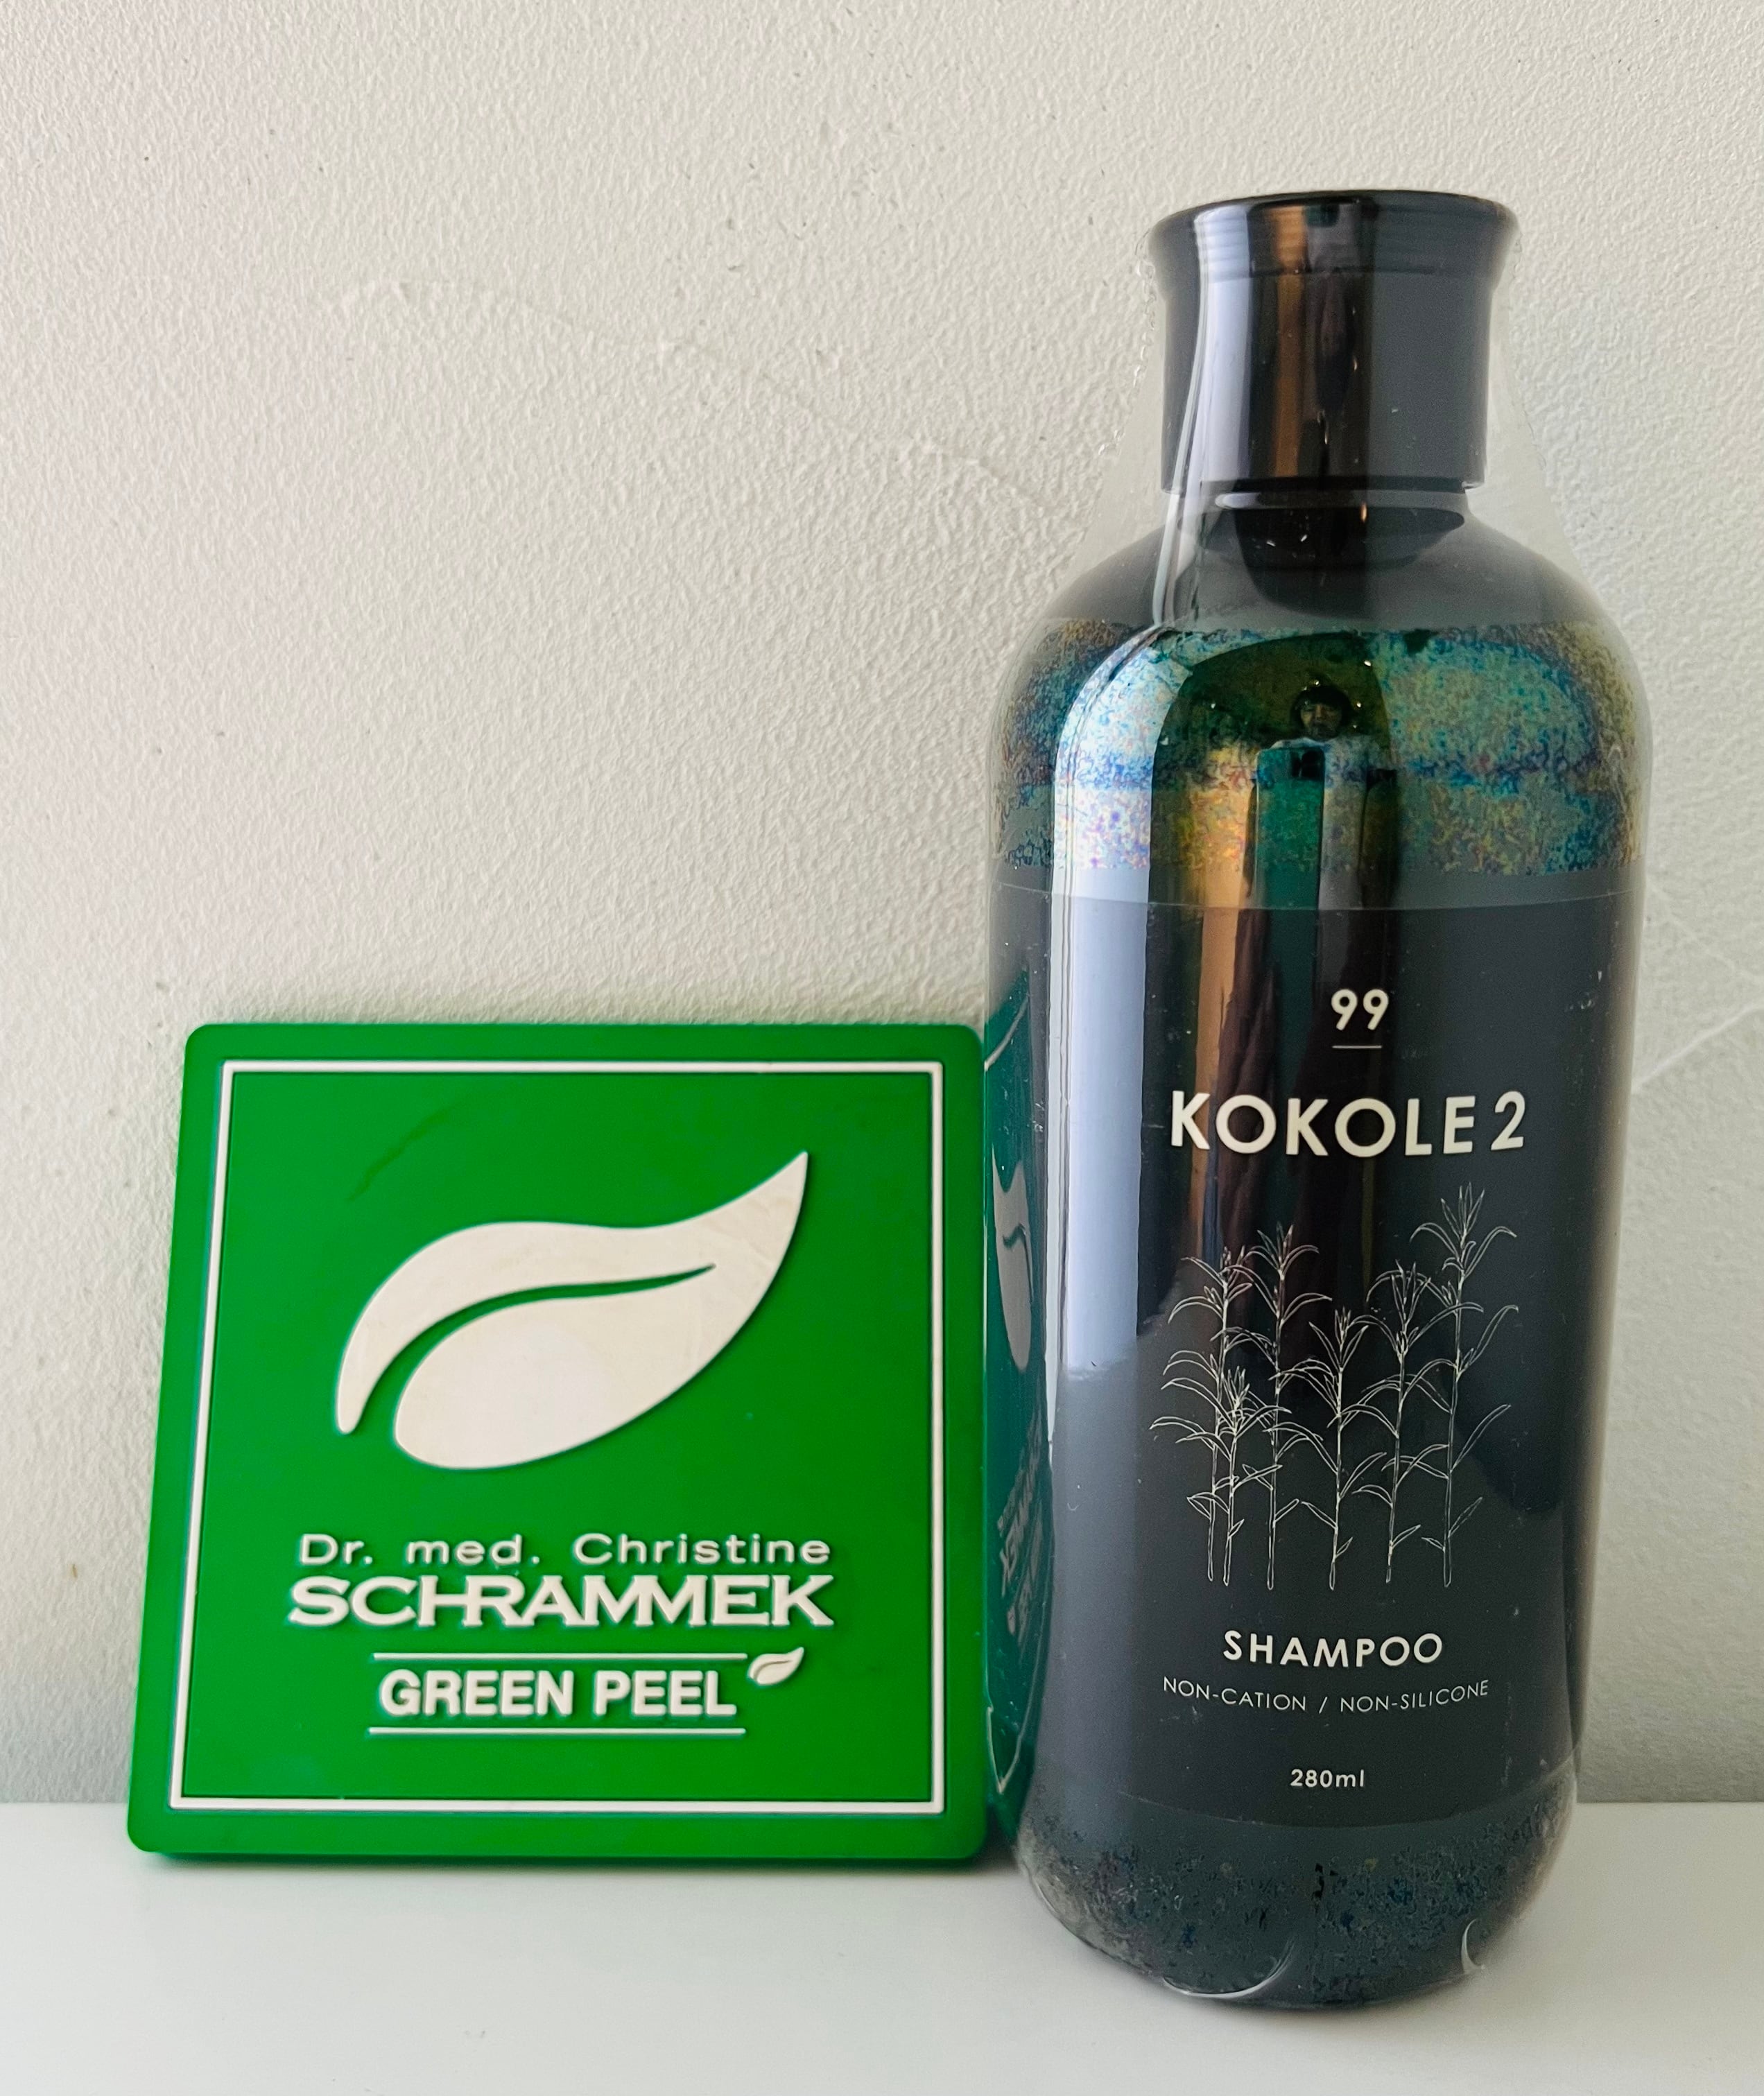 Dr. med. Christine
SCHRAMMEK
GREEN PEEL
99
KOKOLE 2
SHAMPOO
NON-CATION / NON-SILICONE
280ml